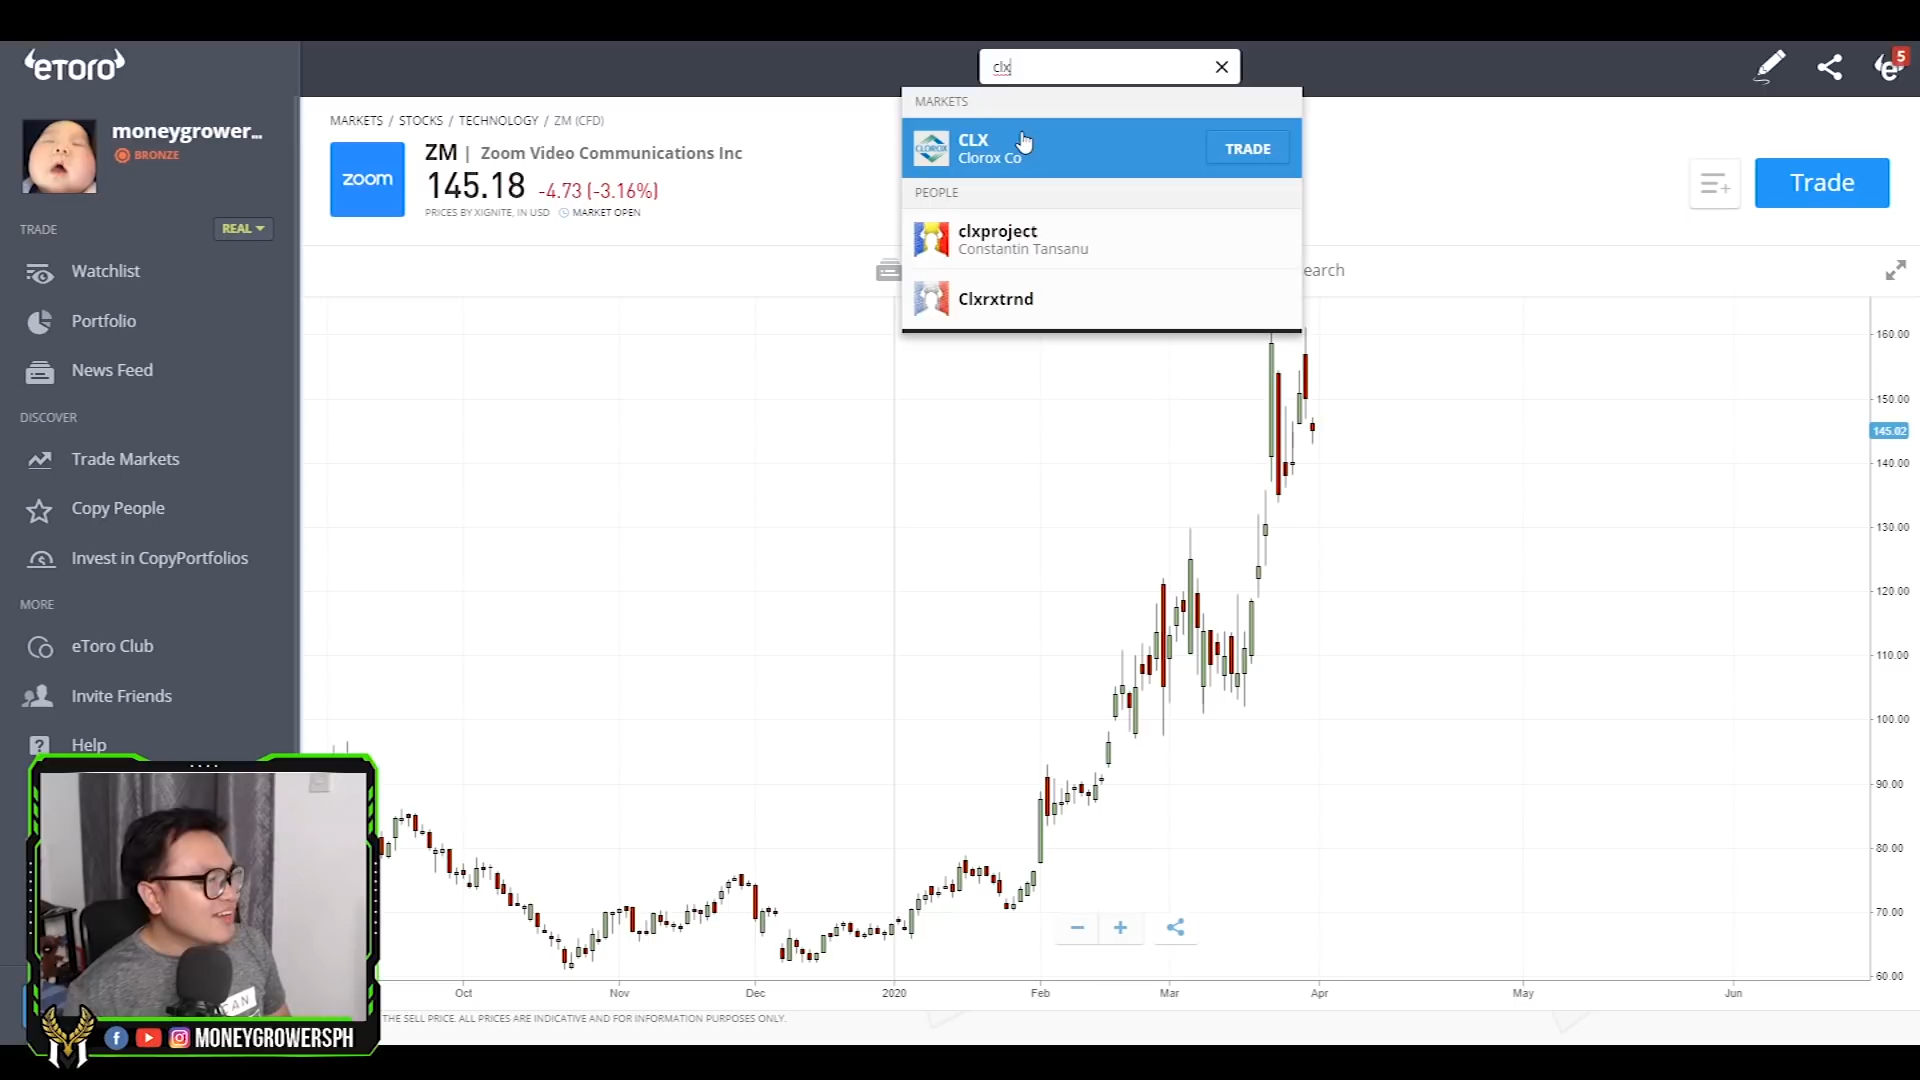 eToro
clx
5
MARKETS
CLX
Clorox Co
TRADE
PEOPLE
clxproject
Constantin Tansanu
Clxrxtrnd
moneygrower...
BRONZE
TRADE
REAL
Watchlist
Portfolio
News Feed
DISCOVER
Trade Markets
Copy People
Invest in CopyPortfolios
MORE
eToro Club
Invite Friends
Help
MARKETS / STOCKS / TECHNOLOGY / ZM (CFD)
zoom
ZM | Zoom Video Communications Inc
145.18 -4.73 (-3.16%)
PRICES BY XIGNITE, IN USD MARKET OPEN
Trade
earch
160.00
150.00
145.02
140.00
130.00
120.00
110.00
100.00
90.00
80.00
70.00
60.00
Oct Nov Dec 2020 Feb Mar Apr May Jun
THE SELL PRICE. ALL PRICES ARE INDICATIVE AND FOR INFORMATION PURPOSES ONLY.
CAN
MONEYGROWERSPH